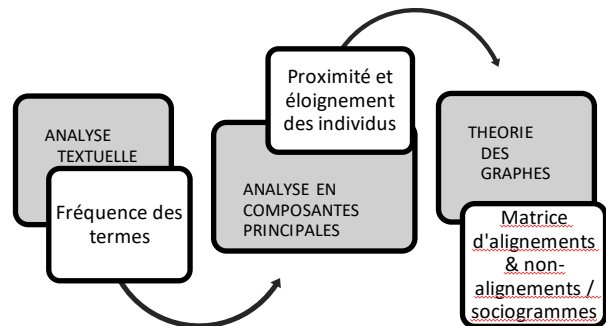 ANALYSE
TEXTUELLE
Fréquence des
termes
Proximité et
éloignement
des individus
ANALYSE EN
COMPOSANTES
PRINCIPALES
THEORIE
DES
GRAPHES
Matrice
d'alignements
& non-
alignements /
sociogrammes